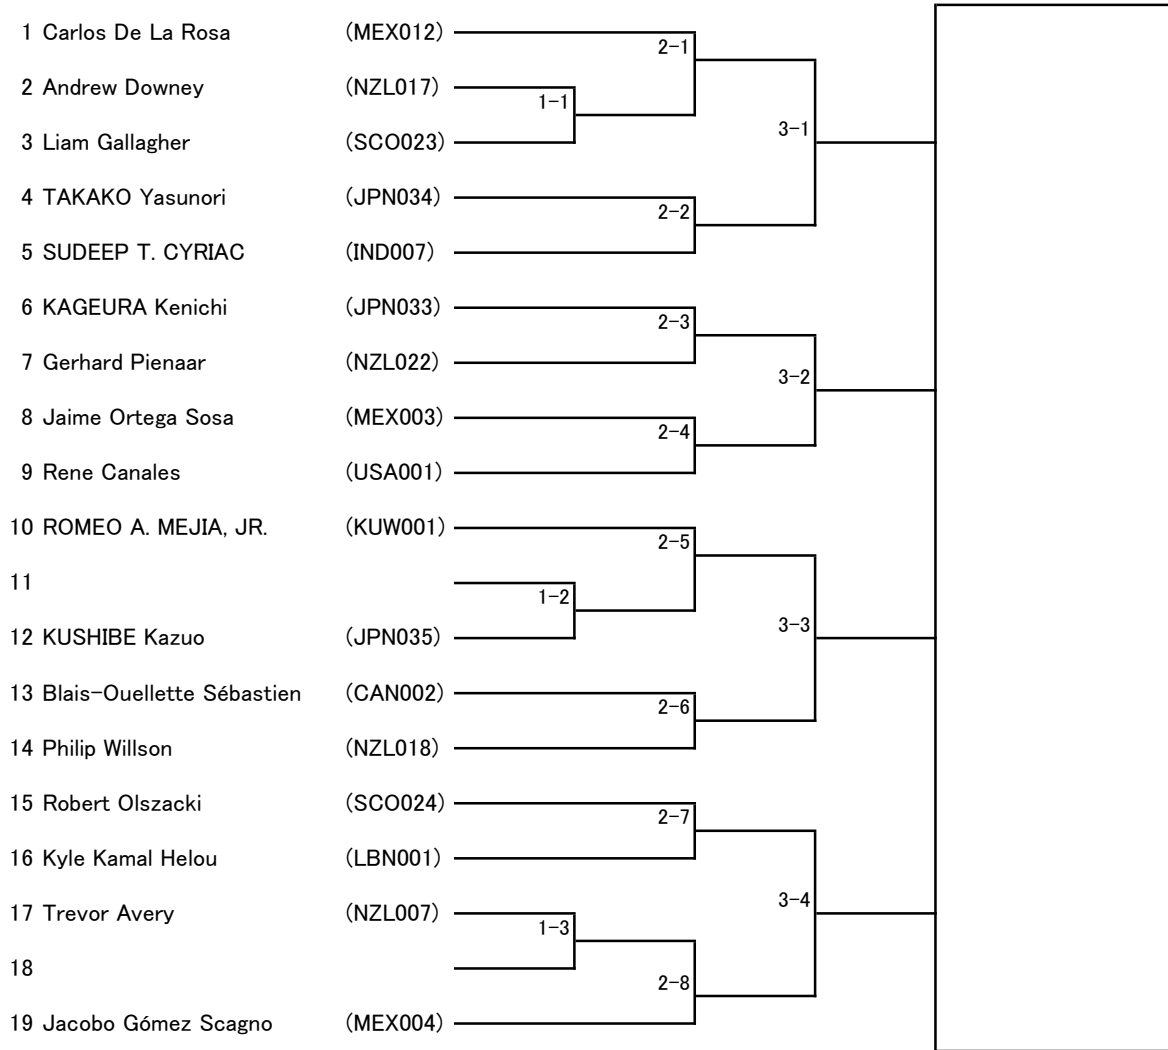 1 Carlos De La Rosa (MEX012)
2-1
2 Andrew Downey (NZL017)
1-1
3-1
3 Liam Gallagher (SCO023)
4 TAKAKO Yasunori (JPN034)
2-2
5 SUDEEP T. CYRIAC (IND007)
6 KAGEURA Kenichi (JPN033)
2-3
7 Gerhard Pienaar (NZL022)
3-2
8 Jaime Ortega Sosa (MEX003)
2-4
9 Rene Canales (USA001)
10 ROMEO A. MEJIA, JR. (KUW001)
2-5
11
1-2
3-3
12 KUSHIBE Kazuo (JPN035)
13 Blais-Ouellette Sébastien (CAN002)
2-6
14 Philip Willson (NZL018)
15 Robert Olszacki (SCO024)
2-7
16 Kyle Kamal Helou (LBN001)
3-4
17 Trevor Avery (NZL007)
1-3
18
2-8
19 Jacobo Gómez Scagno (MEX004)